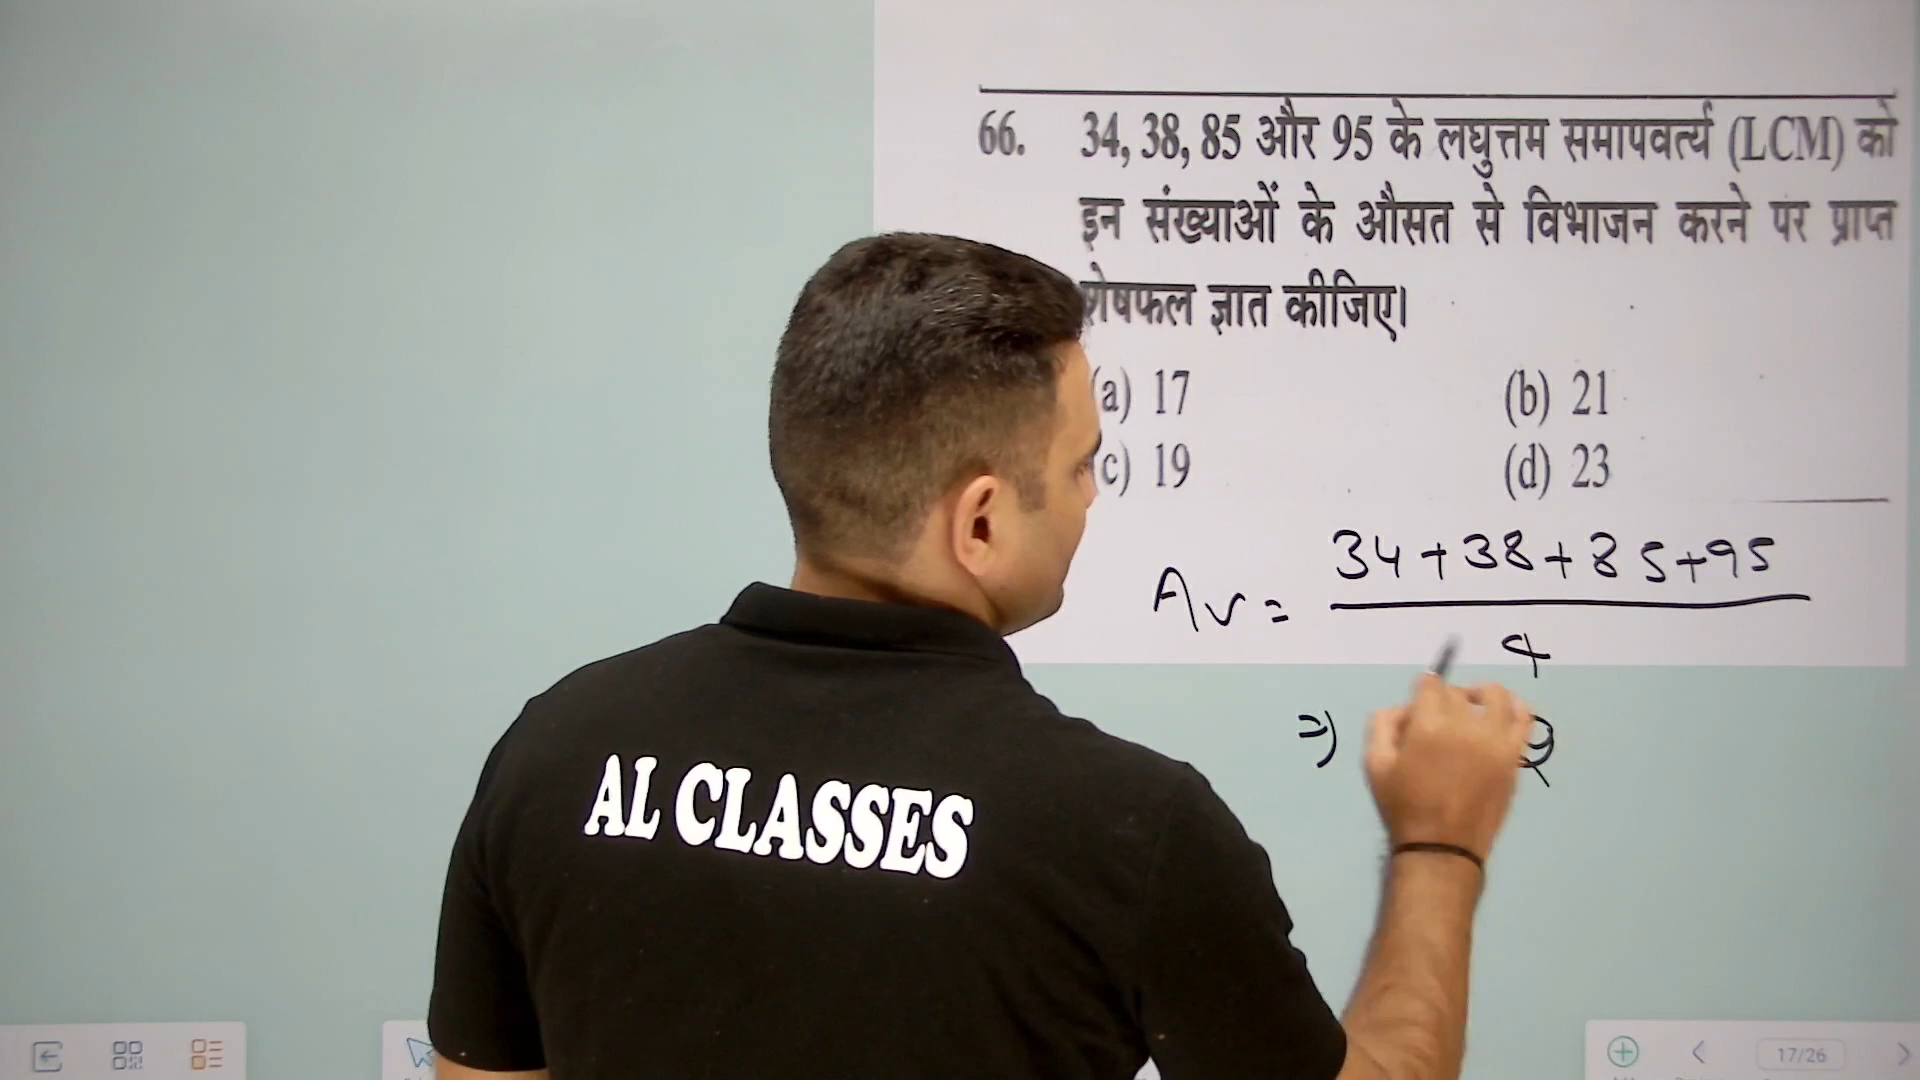 66. 34, 38, 85 और 95 के लघुत्तम समापवर्त्य (LCM) को
इन संख्याओं के औसत से विभाजन करने पर प्राप्त
शेषफल ज्ञात कीजिए।
(a) 17 (b) 21
(c) 19 (d) 23
Av = 34+38+85+95
4
⇒ 2
AL CLASSES
17/26